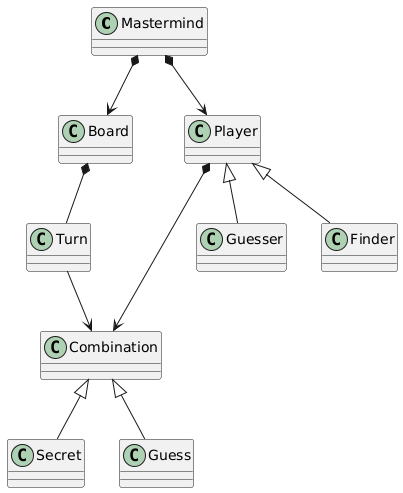 C Mastermind
C Board
C Player
C Turn
C Guesser
C Finder
C Combination
C Secret
C Guess